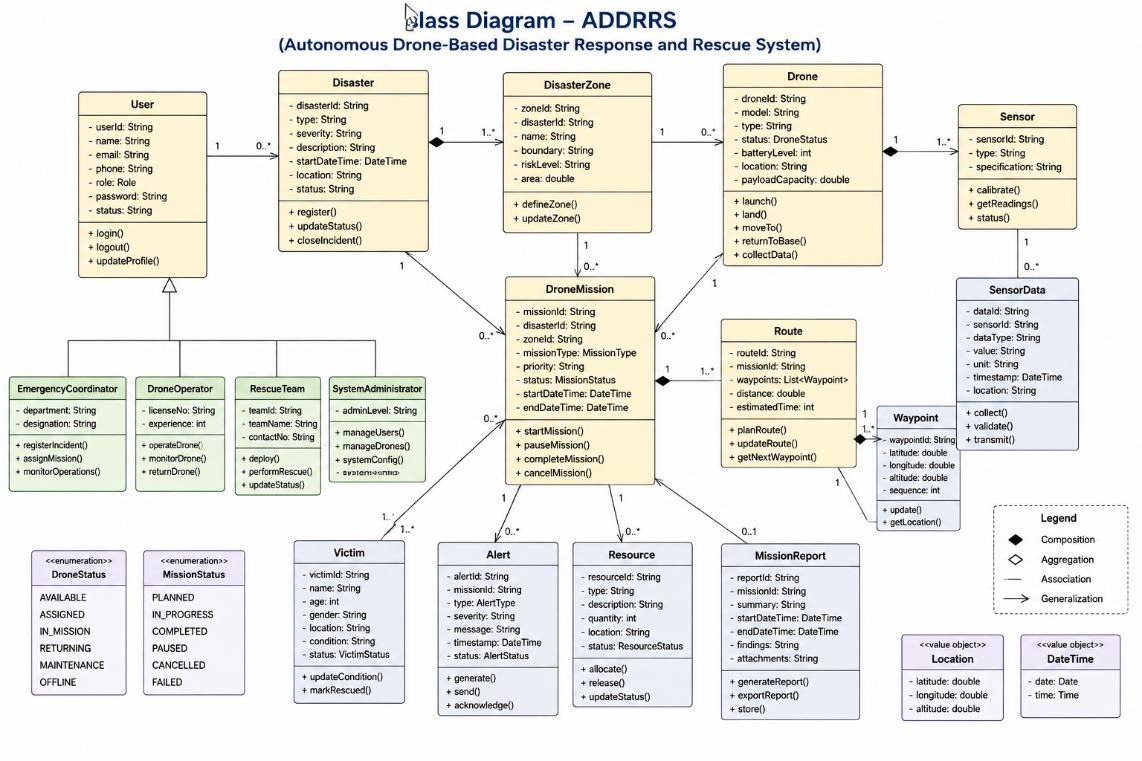 lass Diagram – ADDRRS
(Autonomous Drone-Based Disaster Response and Rescue System)
User
- userId: String
- name: String
- email: String
- phone: String
- role: Role
- password: String
- status: String
+ login()
+ logout()
+ updateProfile()
1
0..*
Disaster
- disasterId: String
- type: String
- severity: String
- description: String
- startDateTime: DateTime
- location: String
- status: String
+ register()
+ updateStatus()
+ closeIncident()
1
1..*
DisasterZone
- zoneId: String
- disasterId: String
- name: String
- boundary: String
- riskLevel: String
- area: double
+ defineZone()
+ updateZone()
1
0..*
Drone
- droneId: String
- model: String
- type: String
- status: DroneStatus
- batteryLevel: int
- location: String
- payloadCapacity: double
+ launch()
+ land()
+ moveTo()
+ returnToBase()
+ collectData()
1
1..*
Sensor
- sensorId: String
- type: String
- specification: String
+ calibrate()
+ getReadings()
+ status()
1
0..*
1
0..*
1
0..*
1
0..*
DroneMission
- missionId: String
- disasterId: String
- zoneId: String
- missionType: MissionType
- priority: String
- status: MissionStatus
- startDateTime: DateTime
- endDateTime: DateTime
+ startMission()
+ pauseMission()
+ completeMission()
+ cancelMission()
1
1..*
Route
- routeId: String
- missionId: String
- waypoints: List<Waypoint>
- distance: double
- estimatedTime: int
+ planRoute()
+ updateRoute()
+ getNextWaypoint()
1
1..*
1
Waypoint
- waypointId: String
- latitude: double
- longitude: double
- altitude: double
- sequence: int
+ update()
+ getLocation()
SensorData
- dataId: String
- sensorId: String
- dataType: String
- value: String
- unit: String
- timestamp: DateTime
- location: String
+ collect()
+ validate()
+ transmit()
EmergencyCoordinator
- department: String
- designation: String
+ registerIncident()
+ assignMission()
+ monitorOperations()
DroneOperator
- licenseNo: String
- experience: int
+ operateDrone()
+ monitorDrone()
+ returnDrone()
RescueTeam
- teamId: String
- teamName: String
- contactNo: String
+ deploy()
+ performRescue()
+ updateStatus()
SystemAdministrator
- adminLevel: String
+ manageUsers()
+ manageDrones()
+ systemConfig()
0..*
1..
1..*
1
0..*
1
0..*
0..1
Victim
- victimId: String
- name: String
- age: int
- gender: String
- location: String
- condition: String
- status: VictimStatus
+ updateCondition()
+ markRescued()
Alert
- alertId: String
- missionId: String
- type: AlertType
- severity: String
- message: String
- timestamp: DateTime
- status: AlertStatus
+ generate()
+ send()
+ acknowledge()
Resource
- resourceId: String
- type: String
- description: String
- quantity: int
- location: String
- status: ResourceStatus
+ allocate()
+ release()
+ updateStatus()
MissionReport
- reportId: String
- missionId: String
- summary: String
- startDateTime: DateTime
- endDateTime: DateTime
- findings: String
- attachments: String
+ generateReport()
+ exportReport()
+ store()
<<enumeration>>
DroneStatus
AVAILABLE
ASSIGNED
IN_MISSION
RETURNING
MAINTENANCE
OFFLINE
<<enumeration>>
MissionStatus
PLANNED
IN_PROGRESS
COMPLETED
PAUSED
CANCELLED
FAILED
Legend
Composition
Aggregation
Association
Generalization
<<value object>>
Location
- latitude: double
- longitude: double
- altitude: double
<<value object>>
DateTime
- date: Date
- time: Time